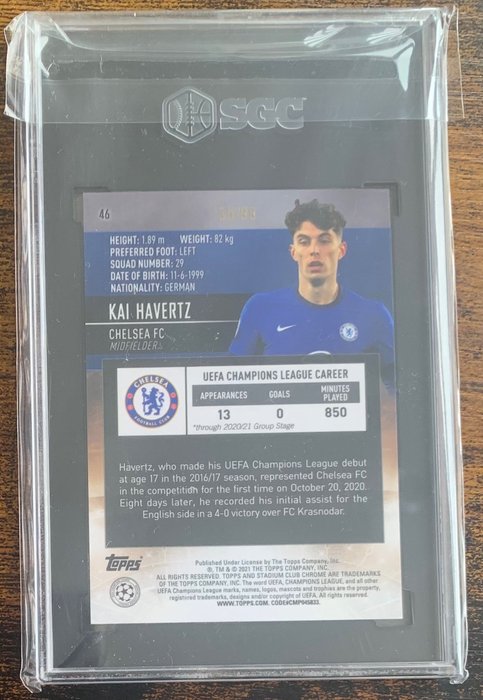 SGC
46
HEIGHT: 1.89 m WEIGHT: 82 kg
PREFERRED FOOT: LEFT
SQUAD NUMBER: 29
DATE OF BIRTH: 11-6-1999
NATIONALITY: GERMAN
KAI HAVERTZ
CHELSEA FC
MIDFIELDER
CHELSEA
FOOTBALL CLUB
UEFA CHAMPIONS LEAGUE CAREER
APPEARANCES GOALS MINUTES PLAYED
13 0 850
*through 2020/21 Group Stage
Havertz, who made his UEFA Champions League debut
at age 17 in the 2016/17 season, represented Chelsea FC
in the competition for the first time on October 20, 2020.
Eight days later, he recorded his initial assist for the
English side in a 4-0 victory over FC Krasnodar.
Topps
Published Under License by The Topps Company, Inc.
®, TM & © 2021 THE TOPPS COMPANY, INC.
ALL RIGHTS RESERVED. TOPPS AND STADIUM CLUB CHROME ARE TRADEMARKS
OF THE TOPPS COMPANY, INC. The UEFA word, CHAMPIONS LEAGUE, and all other
UEFA Champions League marks, names, logos, mascots and trophies are the property,
registered trademarks, designs and/or copyright of UEFA. All rights reserved.
WWW.TOPPS.COM. CODE#CMP045833.